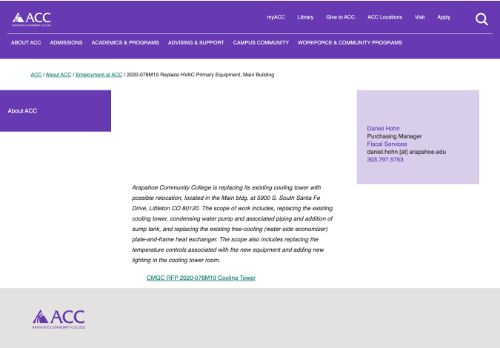 ACC
ARAPAHOE COMMUNITY COLLEGE
myACC Library Give to ACC ACC Locations Visit Apply
ABOUT ACC ADMISSIONS ACADEMICS & PROGRAMS ADVISING & SUPPORT CAMPUS COMMUNITY WORKFORCE & COMMUNITY PROGRAMS
ACC / About ACC / Employment at ACC / 2020-078M19 Replace HVAC Primary Equipment, Main Building
About ACC
Daniel Hohn
Purchasing Manager
Fiscal Services
daniel.hohn [at] arapahoe.edu
303.797.5753
Arapahoe Community College is replacing its existing cooling tower with
possible relocation, located in the Main bldg. at 5900 S. South Santa Fe
Drive, Littleton CO 80120. The scope of work includes, replacing the existing
cooling tower, condensing water pump and associated piping and addition of
sump tank, and replacing the existing free-cooling (water-side economizer)
plate-and-frame heat exchanger. The scope also includes replacing the
temperature controls associated with the new equipment and adding new
lighting in the cooling tower room.
CMGC RFP 2020-078M19 Cooling Tower
ACC
ARAPAHOE COMMUNITY COLLEGE